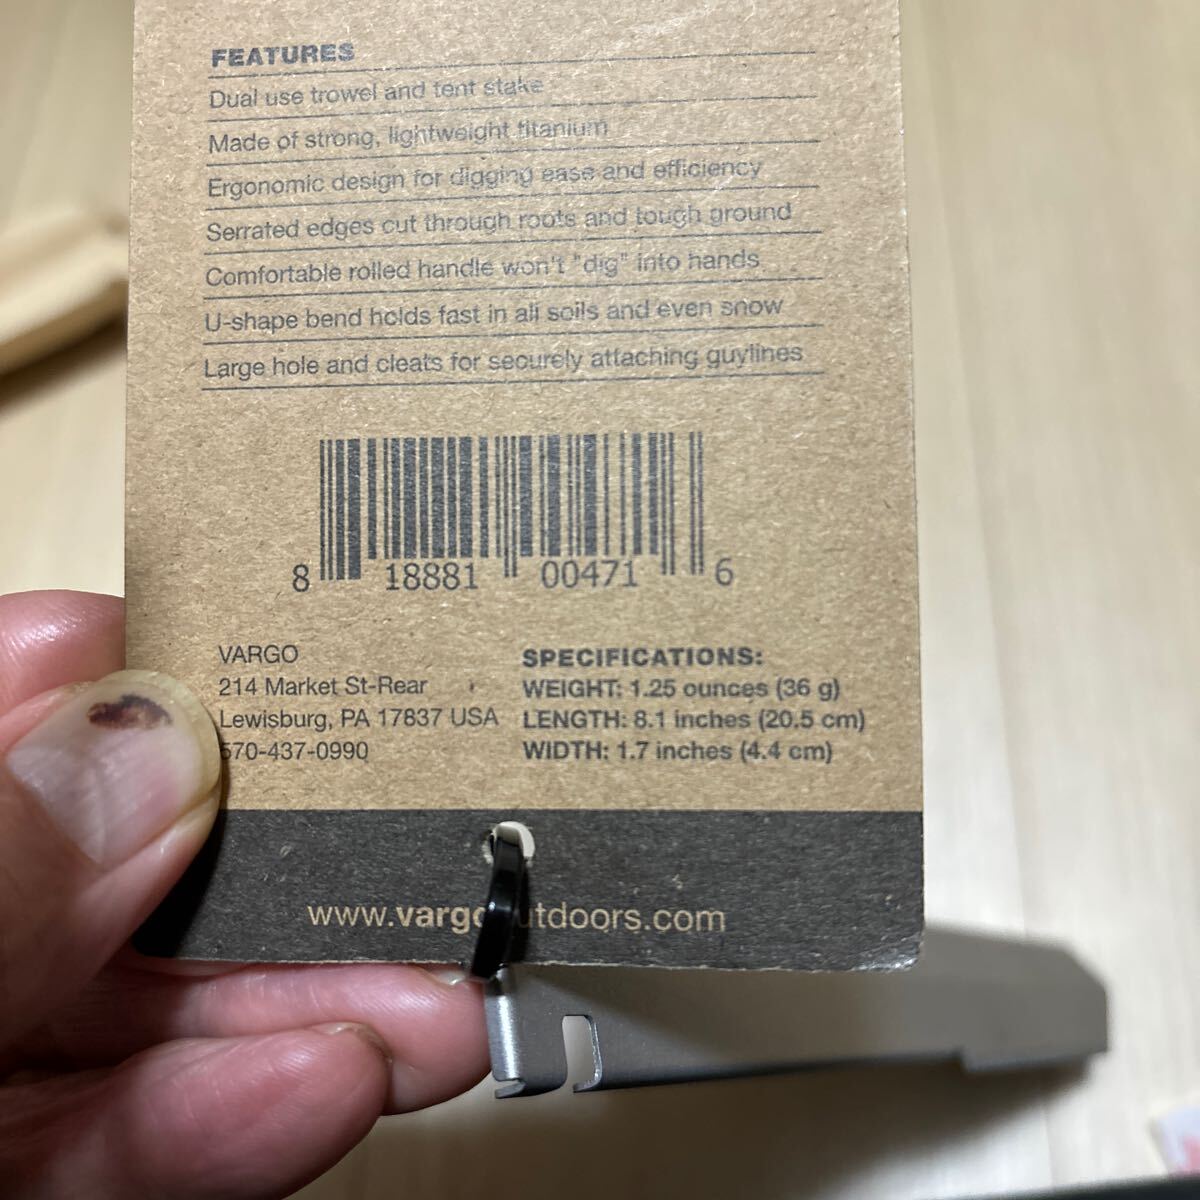 FEATURES
Dual use trowel and tent stake
Made of strong, lightweight titanium
Ergonomic design for digging ease and efficiency
Serrated edges cut through roots and tough ground
Comfortable rolled handle won't "dig" into hands
U-shape bend holds fast in all soils and even snow
Large hole and cleats for securely attaching guylines
8 18881 00471 6
VARGO
214 Market St-Rear
Lewisburg, PA 17837 USA
570-437-0990
SPECIFICATIONS:
WEIGHT: 1.25 ounces (36 g)
LENGTH: 8.1 inches (20.5 cm)
WIDTH: 1.7 inches (4.4 cm)
www.vargooutdoors.com